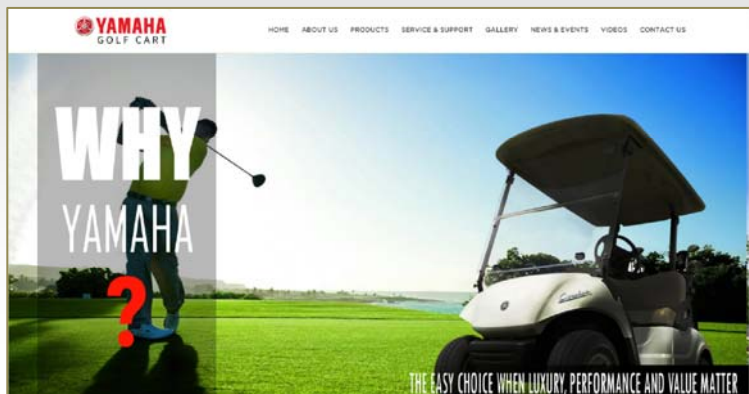 YAMAHA
GOLF CART
HOME ABOUT US PRODUCTS SERVICE & SUPPORT GALLERY NEWS & EVENTS VIDEOS CONTACT US
WHY
YAMAHA
?
THE EASY CHOICE WHEN LUXURY, PERFORMANCE AND VALUE MATTER